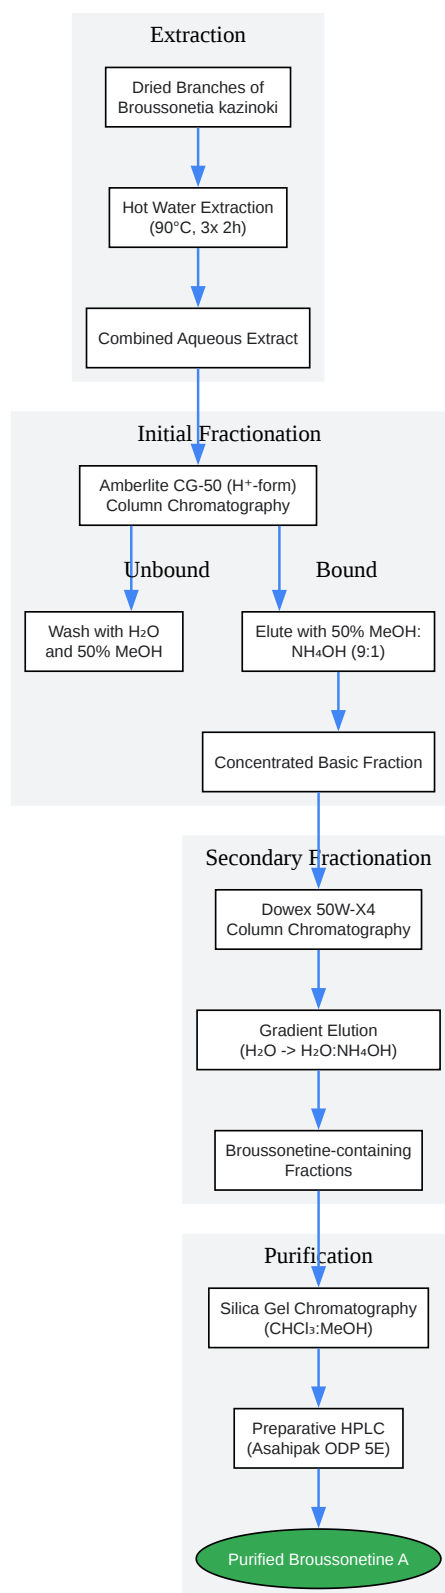 Extraction
Dried Branches of
Broussonetia kazinoki
Hot Water Extraction
(90°C, 3x 2h)
Combined Aqueous Extract
Initial Fractionation
Amberlite CG-50 (H⁺-form)
Column Chromatography
Unbound
Bound
Wash with H₂O
and 50% MeOH
Elute with 50% MeOH:
NH₄OH (9:1)
Concentrated Basic Fraction
Secondary Fractionation
Dowex 50W-X4
Column Chromatography
Gradient Elution
(H₂O -> H₂O:NH₄OH)
Broussonetine-containing
Fractions
Purification
Silica Gel Chromatography
(CHCl₃:MeOH)
Preparative HPLC
(Asahipak ODP 5E)
Purified Broussonetine A